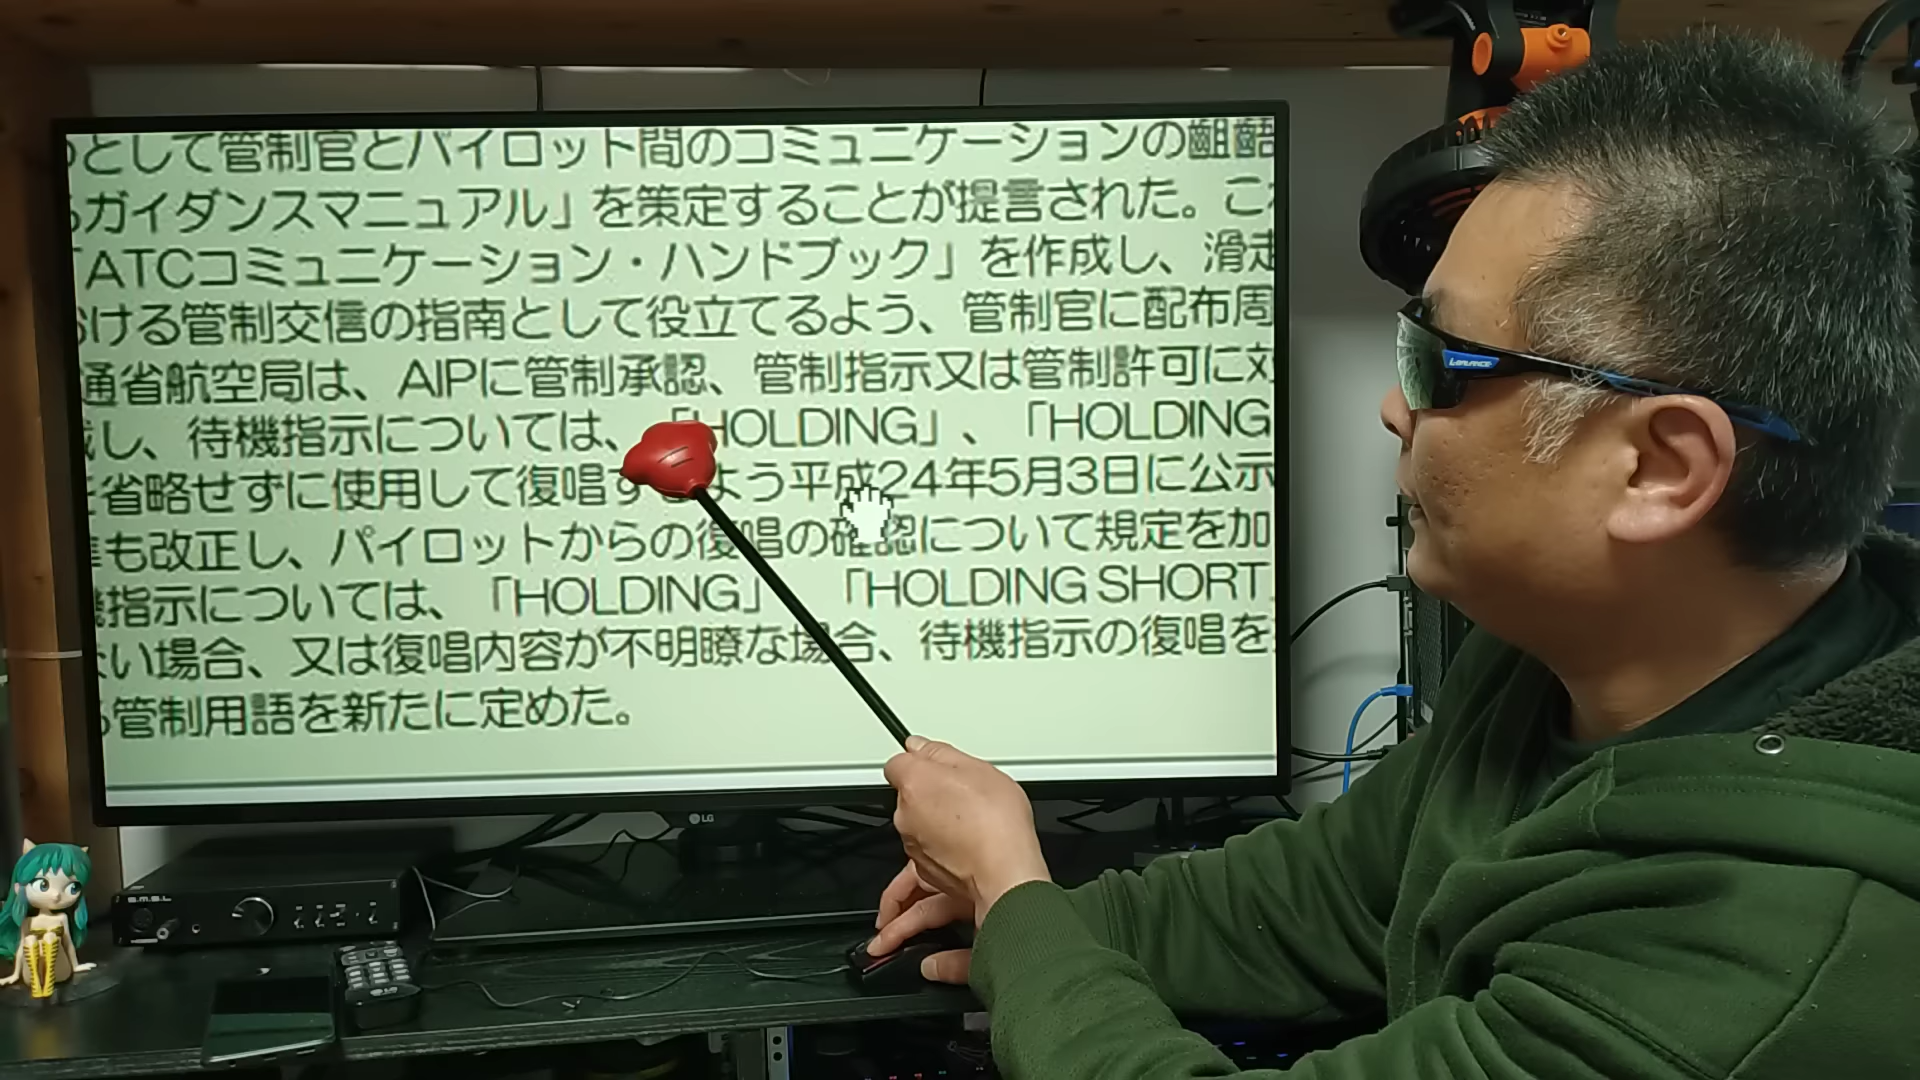 として管制官とパイロット間のコミュニケーションの齟齬
ガイダンスマニュアル」を策定することが提言された。こ
「ATCコミュニケーション・ハンドブック」を作成し、滑走
ける管制交信の指南として役立てるよう、管制官に配布周
通省航空局は、AIPに管制承認、管制指示又は管制許可に対
し、待機指示については、「HOLDING」、「HOLDING
省略せずに使用して復唱するよう平成24年5月3日に公示
も改正し、パイロットからの復唱の確認について規定を加
指示については、「HOLDING」「HOLDING SHORT」
い場合、又は復唱内容が不明瞭な場合、待機指示の復唱を
管制用語を新たに定めた。
LG
S.M.S.L
LG